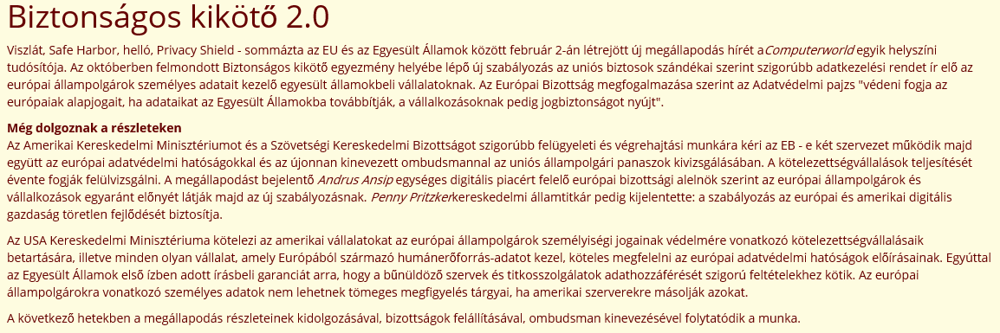 Biztonságos kikötő 2.0
Viszlát, Safe Harbor, helló, Privacy Shield - sommázta az EU és az Egyesült Államok között február 2-án létrejött új megállapodás hírét aComputerworld egyik helyszíni
tudósítója. Az októberben felmondott Biztonságos kikötő egyezmény helyébe lépő új szabályozás az uniós biztosok szándékai szerint szigorúbb adatkezelési rendet ír elő az
európai állampolgárok személyes adatait kezelő egyesült államokbeli vállalatoknak. Az Európai Bizottság megfogalmazása szerint az Adatvédelmi pajzs "védeni fogja az
európaiak alapjogait, ha adataikat az Egyesült Államokba továbbítják, a vállalkozásoknak pedig jogbiztonságot nyújt".
Még dolgoznak a részleteken
Az Amerikai Kereskedelmi Minisztériumot és a Szövetségi Kereskedelmi Bizottságot szigorúbb felügyeleti és végrehajtási munkára kéri az EB - e két szervezet működik majd
együtt az európai adatvédelmi hatóságokkal és az újonnan kinevezett ombudsmannal az uniós állampolgári panaszok kivizsgálásában. A kötelezettségvállalások teljesítését
évente fogják felülvizsgálni. A megállapodást bejelentő Andrus Ansip egységes digitális piacért felelő európai bizottsági alelnök szerint az európai állampolgárok és
vállalkozások egyaránt előnyét látják majd az új szabályozásnak. Penny Pritzkerkereskedelmi államtitkár pedig kijelentette: a szabályozás az európai és amerikai digitális
gazdaság töretlen fejlődését biztosítja.
Az USA Kereskedelmi Minisztériuma kötelezi az amerikai vállalatokat az európai állampolgárok személyiségi jogainak védelmére vonatkozó kötelezettségvállalásaik
betartására, illetve minden olyan vállalat, amely Európából származó humánerőforrás-adatot kezel, köteles megfelelni az európai adatvédelmi hatóságok előírásainak. Egyúttal
az Egyesült Államok első ízben adott írásbeli garanciát arra, hogy a bűnüldöző szervek és titkosszolgálatok adathozzáférését szigorú feltételekhez kötik. Az európai
állampolgárokra vonatkozó személyes adatok nem lehetnek tömeges megfigyelés tárgyai, ha amerikai szerverekre másolják azokat.
A következő hetekben a megállapodás részleteinek kidolgozásával, bizottságok felállításával, ombudsman kinevezésével folytatódik a munka.